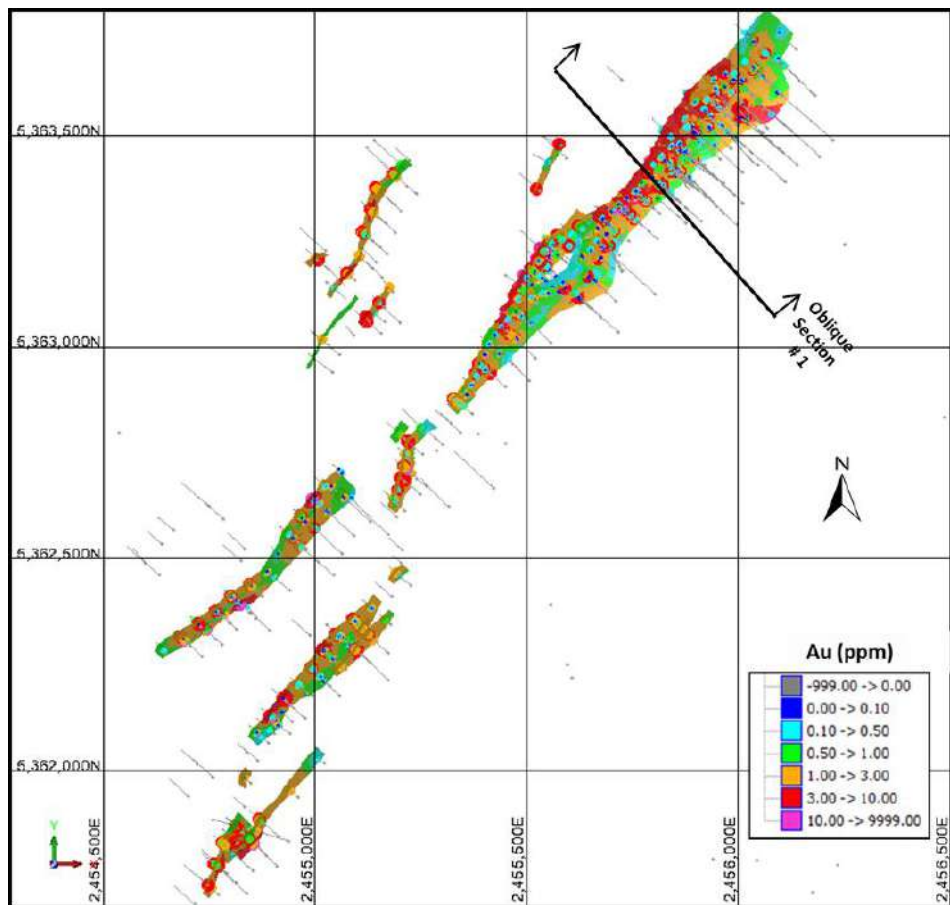 5,363,500N
Oblique
Section
#1
5,363,000N
N
5,362,500N
Au (ppm)
-999.00 -> 0.00
0.00 -> 0.10
0.10 -> 0.50
0.50 -> 1.00
1.00 -> 3.00
3.00 -> 10.00
10.00 -> 9999.00
5,362,000N
Y
2,454,500E
2,455,000E
2,455,500E
2,456,000E
2,456,500E